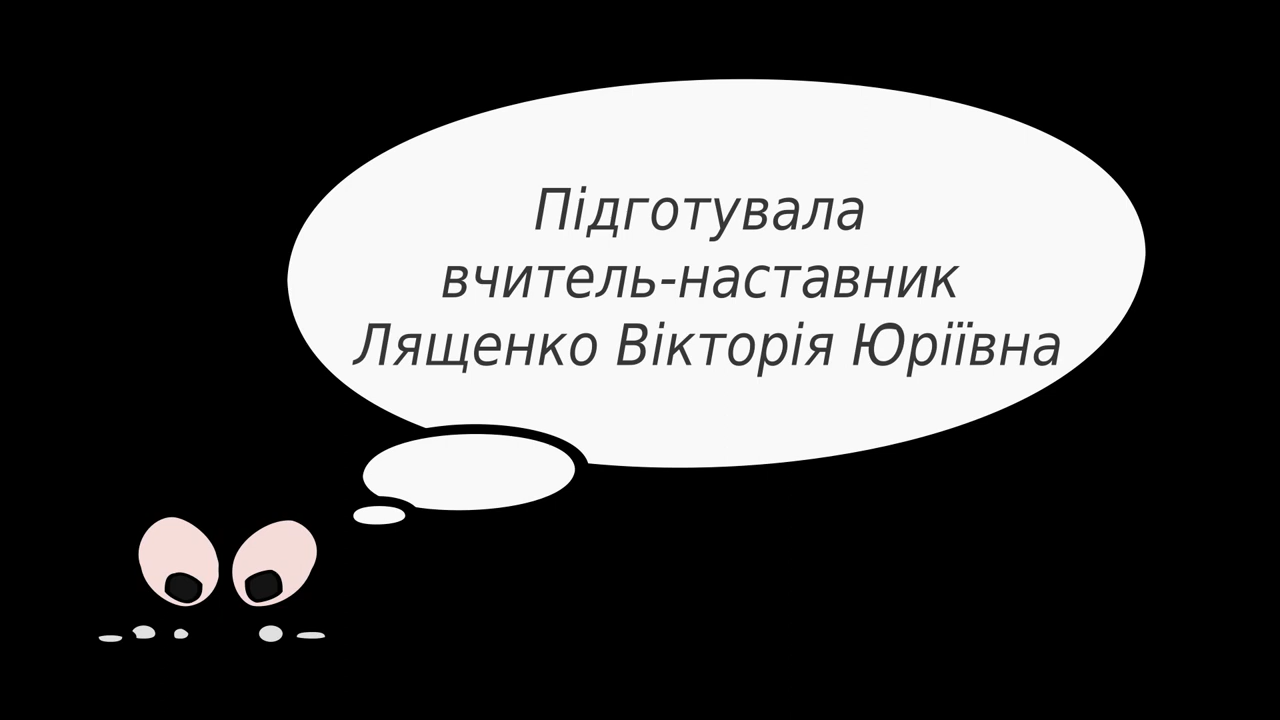 Підготувала
вчитель-наставник
Лященко Вікторія Юріївна